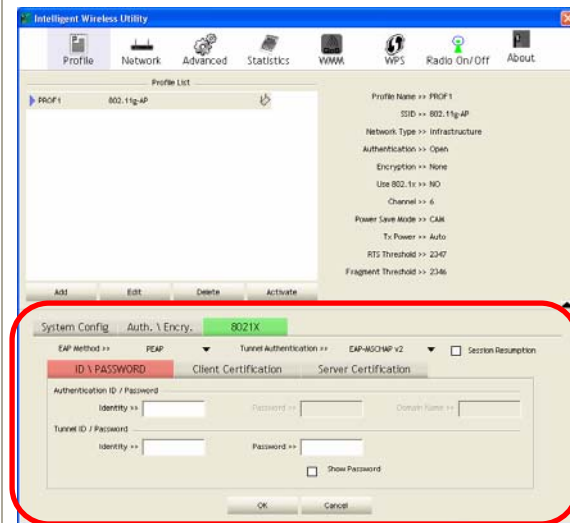 Intelligent Wireless Utility
Profile Network Advanced Statistics WMM QoS WPS Radio On/Off About
Profile List
PROF1 802.11g-AP
Profile Name >> PROF1
SSID >> 802.11g-AP
Network Type >> Infrastructure
Authentication >> Open
Encryption >> None
Use 802.1x >> NO
Channel >> 6
Power Save Mode >> CAM
Tx Power >> Auto
RTS Threshold >> 2347
Fragment Threshold >> 2346
Add Edit Delete Activate
System Config Auth. \ Encry. 8021X
EAP Method >> PEAP Tunnel Authentication >> EAP-MSCHAP v2 Session Resumption
ID \ PASSWORD Client Certification Server Certification
Authentication ID / Password
Identity >> Password >> Domain Name >>
Tunnel ID / Password
Identity >> Password >>
Show Password
OK Cancel